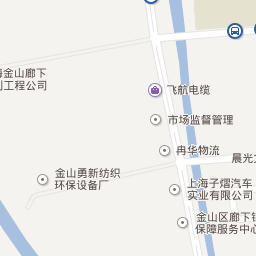 海金山廊下
刂工程公司
飞航电缆
市场监督管理
冉华物流
晨光
金山勇新纺织
环保设备厂
上海子熠汽车
实业有限公司
金山区廊下镇
保障服务中心